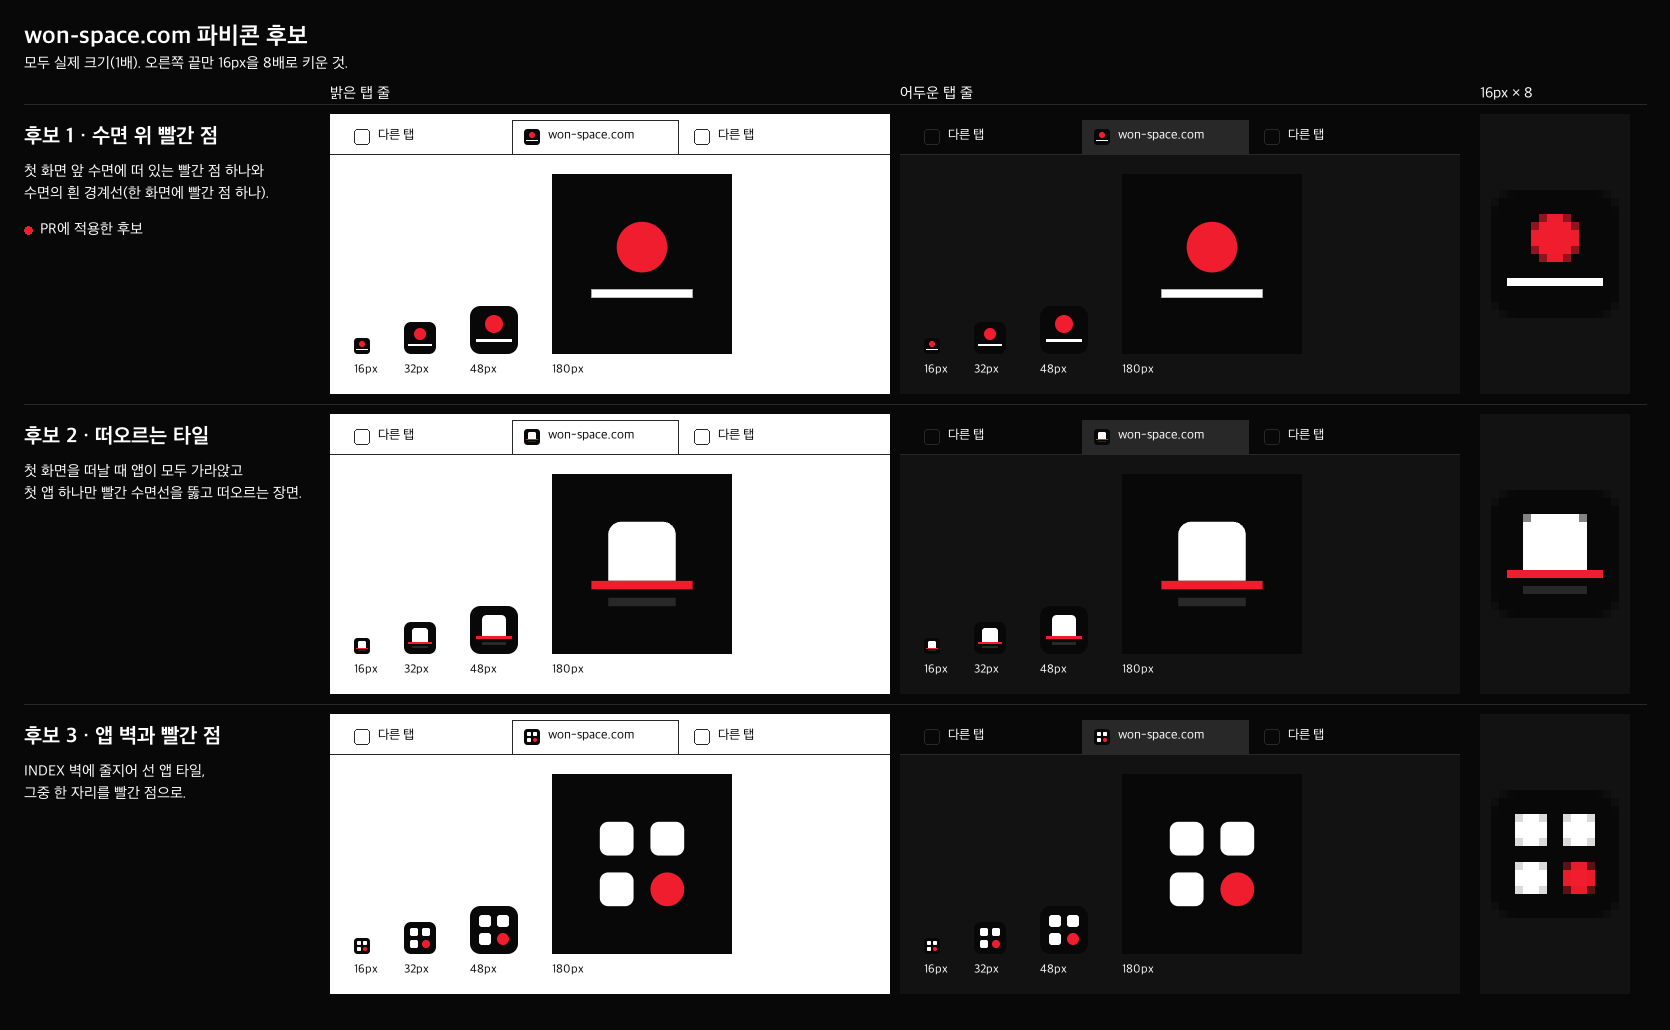 won-space.com 파비콘 후보
모두 실제 크기(1배). 오른쪽 끝만 16px을 8배로 키운 것.
밝은 탭 줄
어두운 탭 줄
16px × 8
후보 1 · 수면 위 빨간 점
첫 화면 앞 수면에 떠 있는 빨간 점 하나와
수면의 흰 경계선(한 화면에 빨간 점 하나).
PR에 적용한 후보
다른 탭
won-space.com
다른 탭
16px
32px
48px
180px
다른 탭
won-space.com
다른 탭
16px
32px
48px
180px
후보 2 · 떠오르는 타일
첫 화면을 떠날 때 앱이 모두 가라앉고
첫 앱 하나만 빨간 수면선을 뚫고 떠오르는 장면.
다른 탭
won-space.com
다른 탭
16px
32px
48px
180px
다른 탭
won-space.com
다른 탭
16px
32px
48px
180px
후보 3 · 앱 벽과 빨간 점
INDEX 벽에 줄지어 선 앱 타일,
그중 한 자리를 빨간 점으로.
다른 탭
won-space.com
다른 탭
16px
32px
48px
180px
다른 탭
won-space.com
다른 탭
16px
32px
48px
180px